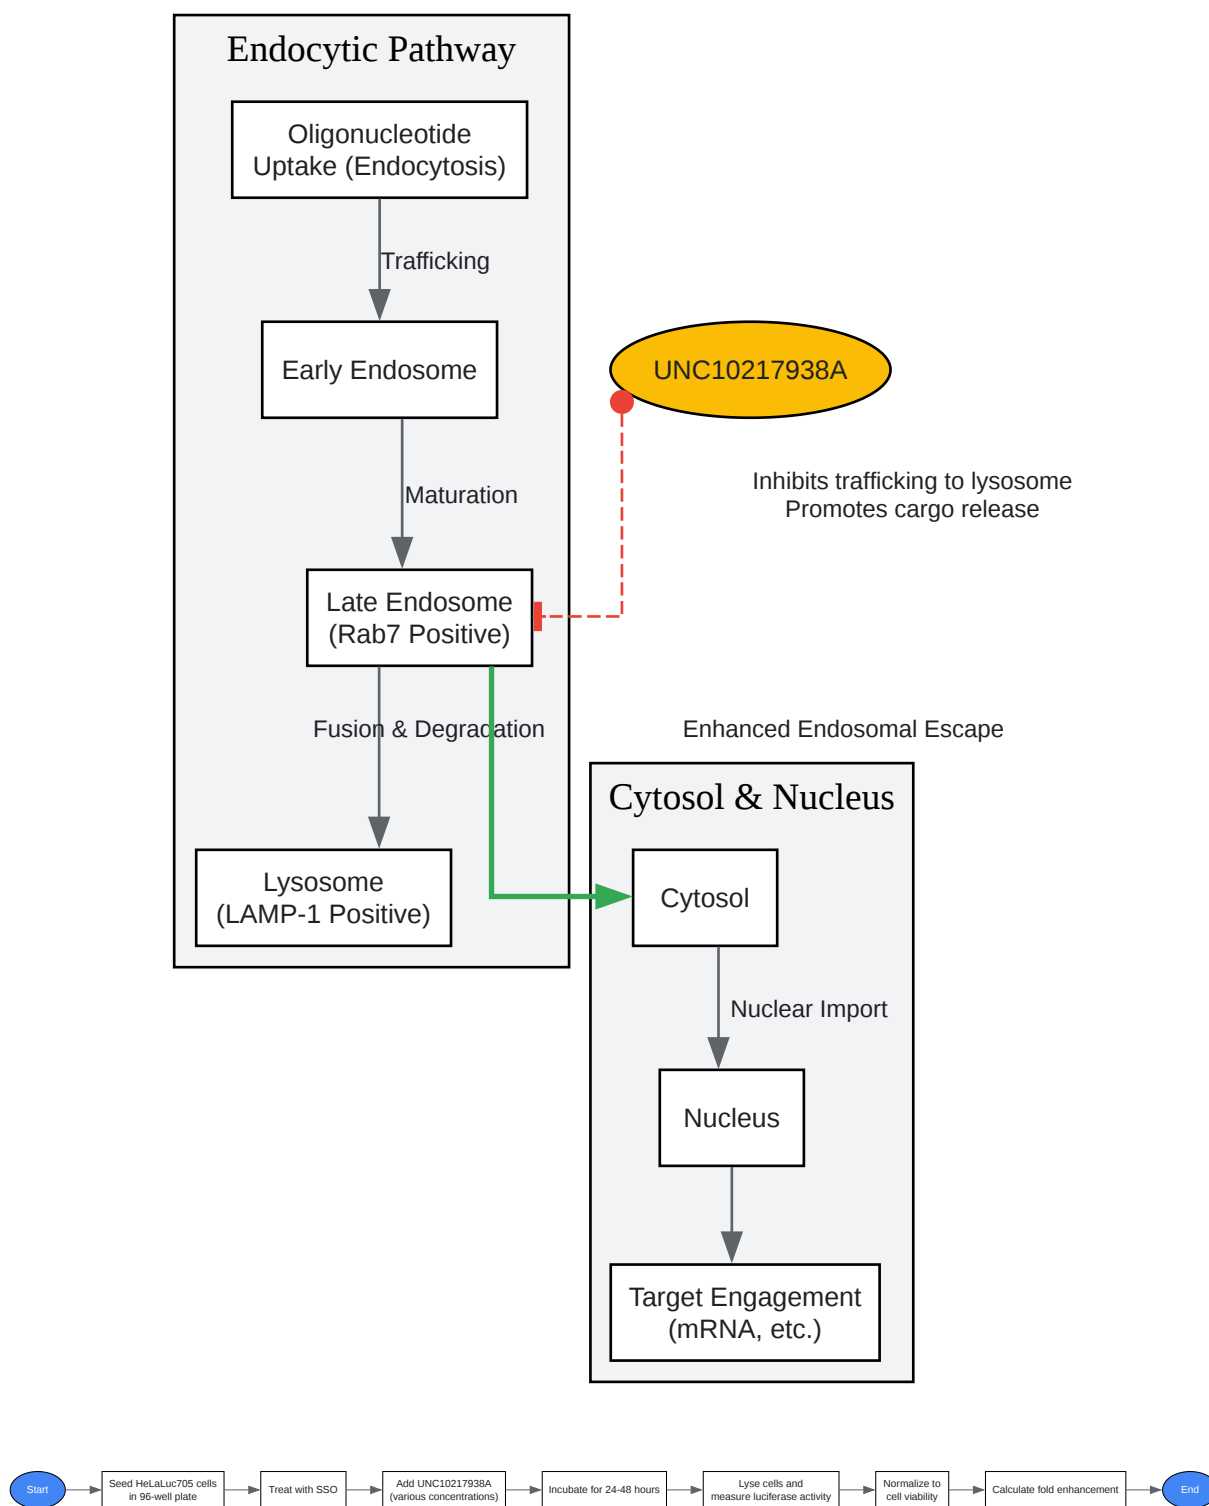 Endocytic Pathway
Oligonucleotide
Uptake (Endocytosis)
Trafficking
Early Endosome
UNC10217938A
Maturation
Inhibits trafficking to lysosome
Promotes cargo release
Late Endosome
(Rab7 Positive)
Fusion & Degradation
Enhanced Endosomal Escape
Cytosol & Nucleus
Lysosome
(LAMP-1 Positive)
Cytosol
Nuclear Import
Nucleus
Target Engagement
(mRNA, etc.)
Start
Seed HeLaLuc705 cells
in 96-well plate
Treat with SSO
Add UNC10217938A
(various concentrations)
Incubate for 24-48 hours
Lyse cells and
measure luciferase activity
Normalize to
cell viability
Calculate fold enhancement
End